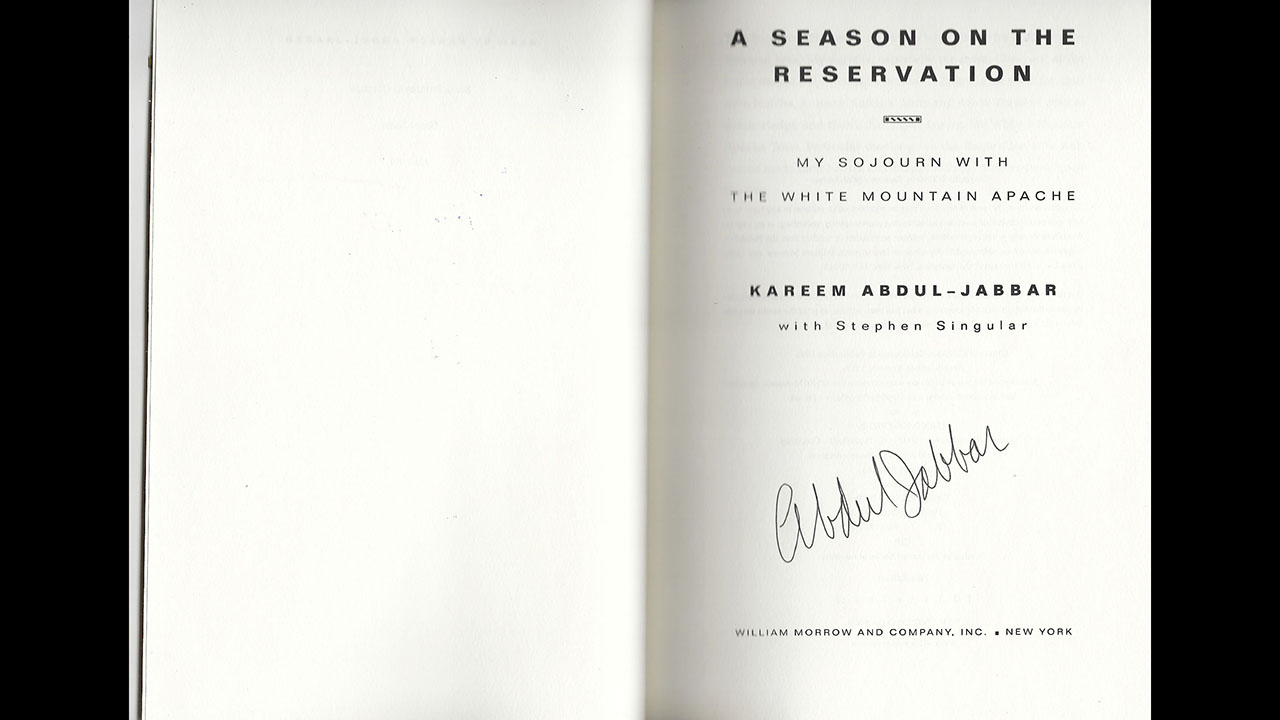 A SEASON ON THE
RESERVATION
MY SOJOURN WITH
THE WHITE MOUNTAIN APACHE
KAREEM ABDUL-JABBAR
with Stephen Singular
Abdul Jabbar
WILLIAM MORROW AND COMPANY, INC. ▪ NEW YORK